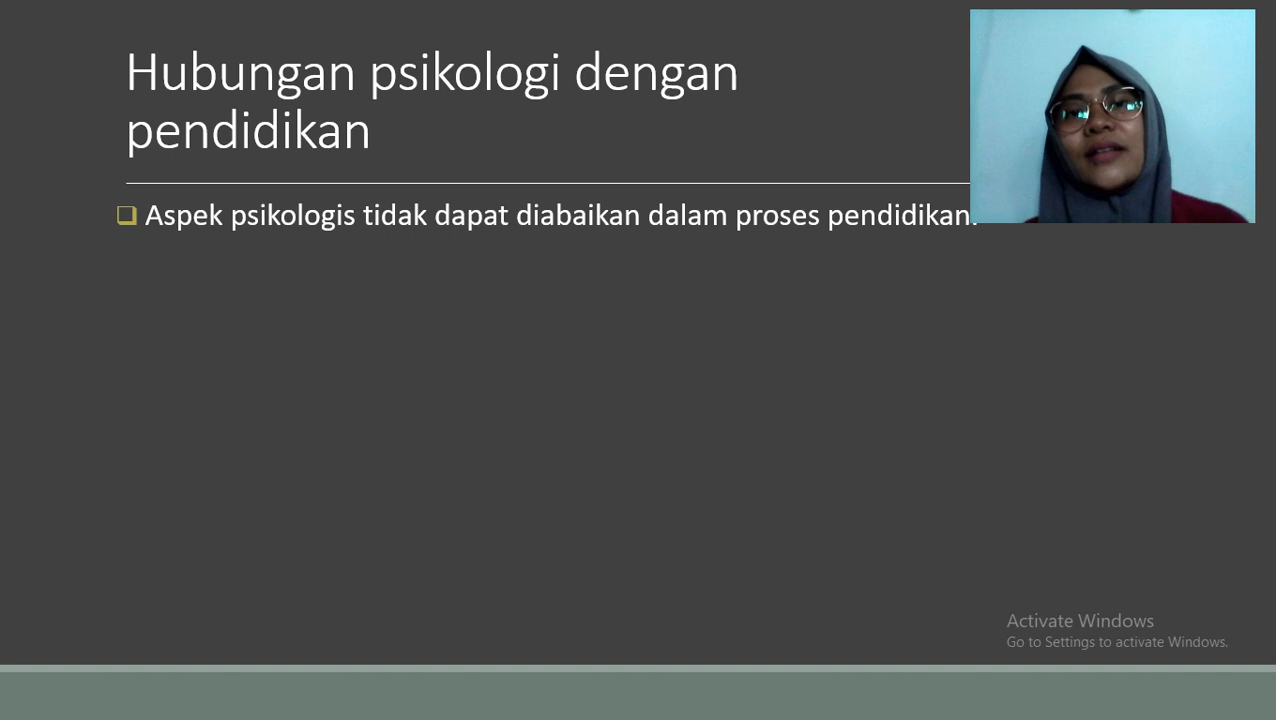 Hubungan psikologi dengan
pendidikan
Aspek psikologis tidak dapat diabaikan dalam proses pendidikan.
Activate Windows
Go to Settings to activate Windows.